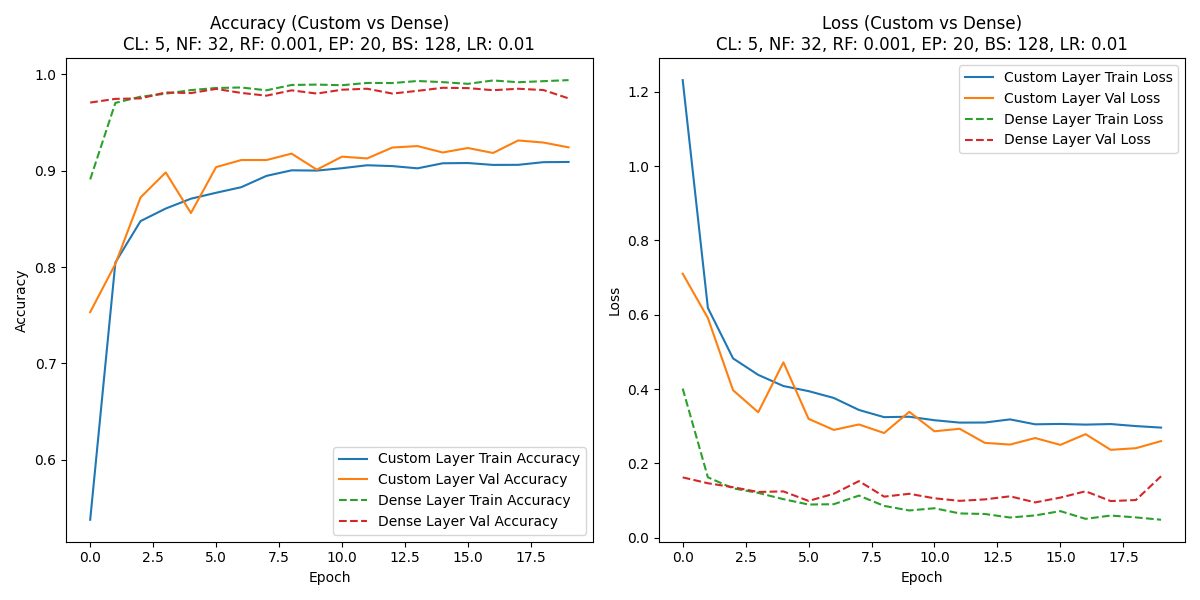 Accuracy (Custom vs Dense)
CL: 5, NF: 32, RF: 0.001, EP: 20, BS: 128, LR: 0.01
1.0
0.9
0.8
0.7
0.6
Accuracy
Custom Layer Train Accuracy
Custom Layer Val Accuracy
Dense Layer Train Accuracy
Dense Layer Val Accuracy
0.0 2.5 5.0 7.5 10.0 12.5 15.0 17.5
Epoch
Loss (Custom vs Dense)
CL: 5, NF: 32, RF: 0.001, EP: 20, BS: 128, LR: 0.01
Custom Layer Train Loss
Custom Layer Val Loss
Dense Layer Train Loss
Dense Layer Val Loss
1.2
1.0
0.8
0.6
0.4
0.2
0.0
Loss
0.0 2.5 5.0 7.5 10.0 12.5 15.0 17.5
Epoch